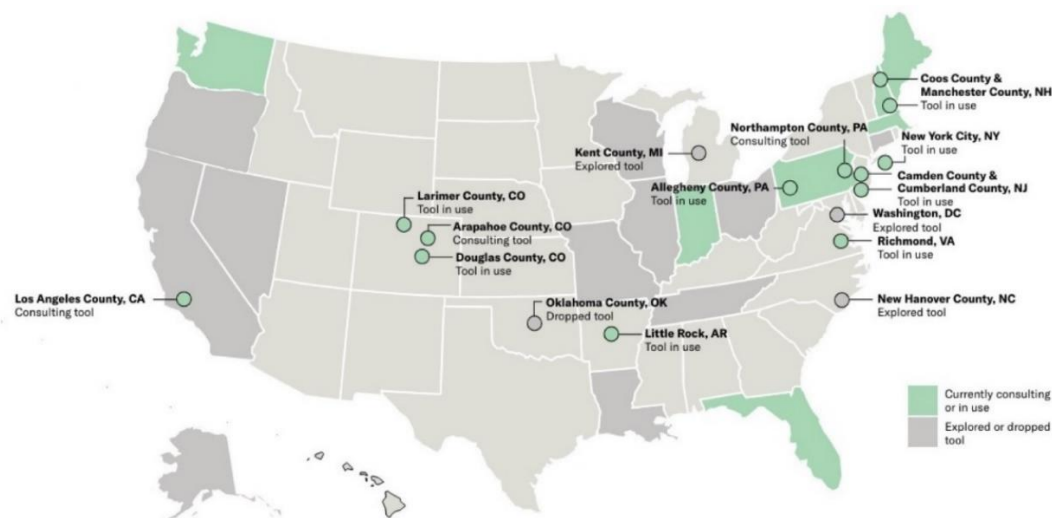 Coos County &
Manchester County, NH
Tool in use
Northampton County, PA
Consulting tool
New York City, NY
Tool in use
Kent County, MI
Explored tool
Camden County &
Cumberland County, NJ
Tool in use
Allegheny County, PA
Tool in use
Larimer County, CO
Tool in use
Washington, DC
Explored tool
Arapahoe County, CO
Consulting tool
Richmond, VA
Tool in use
Douglas County, CO
Tool in use
Los Angeles County, CA
Consulting tool
Oklahoma County, OK
Dropped tool
New Hanover County, NC
Explored tool
Little Rock, AR
Tool in use
Currently consulting
or in use
Explored or dropped
tool